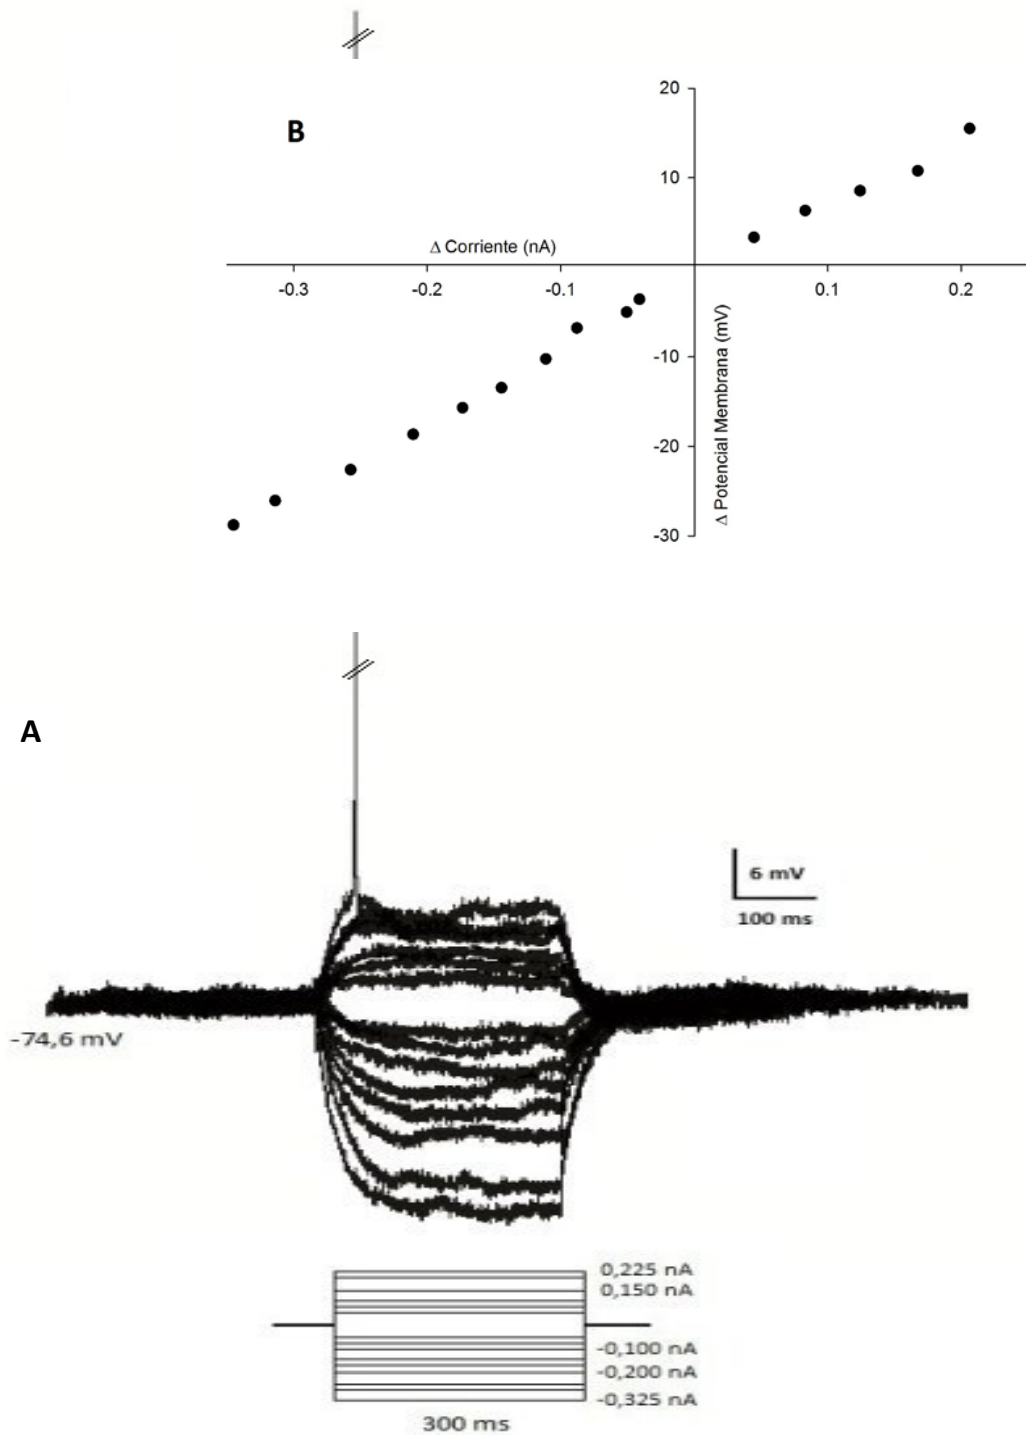 B
20
10
Δ Corriente (nA)
-0.3
-0.2
-0.1
0.1
0.2
-10
-20
-30
Δ Potencial Membrana (mV)
A
6 mV
100 ms
-74,6 mV
0,225 nA
0,150 nA
-0,100 nA
-0,200 nA
-0,325 nA
300 ms